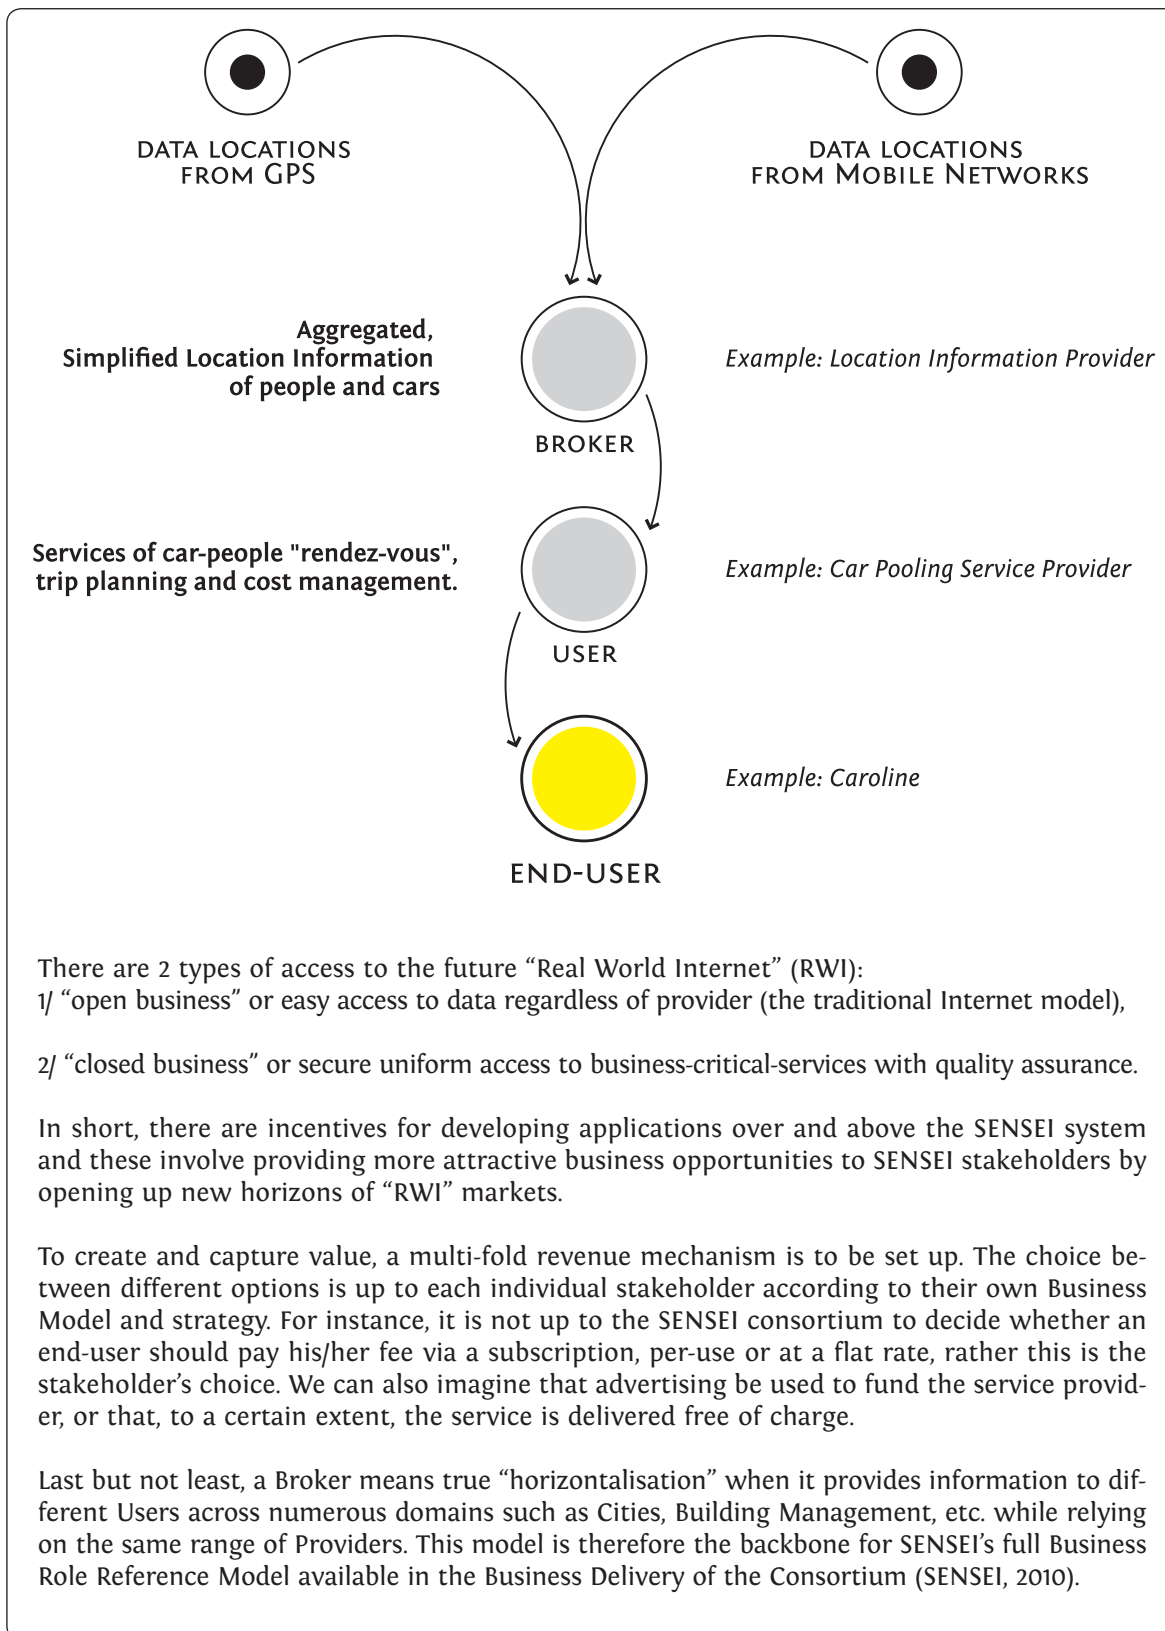 DATA LOCATIONS
FROM GPS
DATA LOCATIONS
FROM MOBILE NETWORKS
Aggregated,
Simplified Location Information
of people and cars
Example: Location Information Provider
BROKER
Services of car-people "rendez-vous",
trip planning and cost management.
Example: Car Pooling Service Provider
USER
Example: Caroline
END-USER
There are 2 types of access to the future “Real World Internet” (RWI):
1/ “open business” or easy access to data regardless of provider (the traditional Internet model),
2/ “closed business” or secure uniform access to business-critical-services with quality assurance.
In short, there are incentives for developing applications over and above the SENSEI system
and these involve providing more attractive business opportunities to SENSEI stakeholders by
opening up new horizons of “RWI” markets.
To create and capture value, a multi-fold revenue mechanism is to be set up. The choice be-
tween different options is up to each individual stakeholder according to their own Business
Model and strategy. For instance, it is not up to the SENSEI consortium to decide whether an
end-user should pay his/her fee via a subscription, per-use or at a flat rate, rather this is the
stakeholder’s choice. We can also imagine that advertising be used to fund the service provid-
er, or that, to a certain extent, the service is delivered free of charge.
Last but not least, a Broker means true “horizontalisation” when it provides information to dif-
ferent Users across numerous domains such as Cities, Building Management, etc. while relying
on the same range of Providers. This model is therefore the backbone for SENSEI’s full Business
Role Reference Model available in the Business Delivery of the Consortium (SENSEI, 2010).